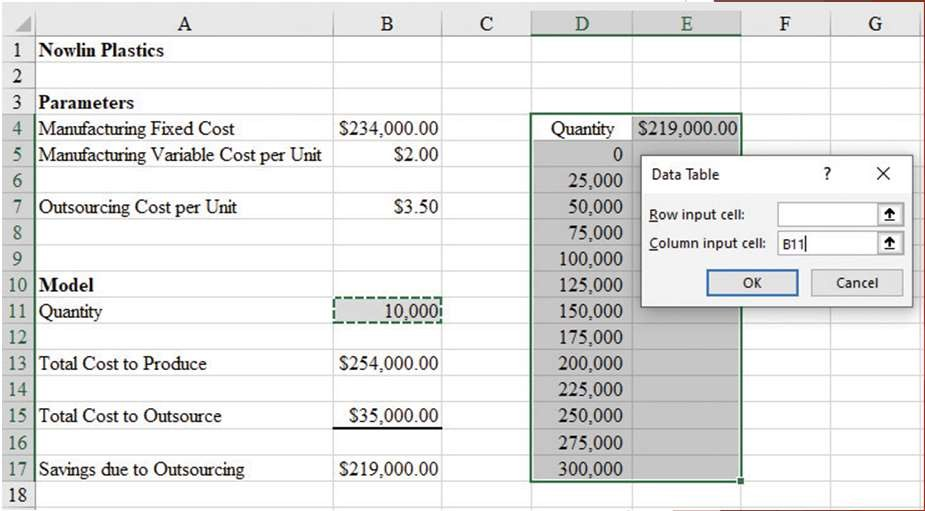 A B C D E F G
1 Nowlin Plastics
2
3 Parameters
4 Manufacturing Fixed Cost $234,000.00 Quantity $219,000.00
5 Manufacturing Variable Cost per Unit $2.00 0
6 25,000
7 Outsourcing Cost per Unit $3.50 50,000
8 75,000
9 100,000
10 Model 125,000
11 Quantity 10,000 150,000
12 175,000
13 Total Cost to Produce $254,000.00 200,000
14 225,000
15 Total Cost to Outsource $35,000.00 250,000
16 275,000
17 Savings due to Outsourcing $219,000.00 300,000
18
Data Table ?
Row input cell:
Column input cell: B11
OK Cancel